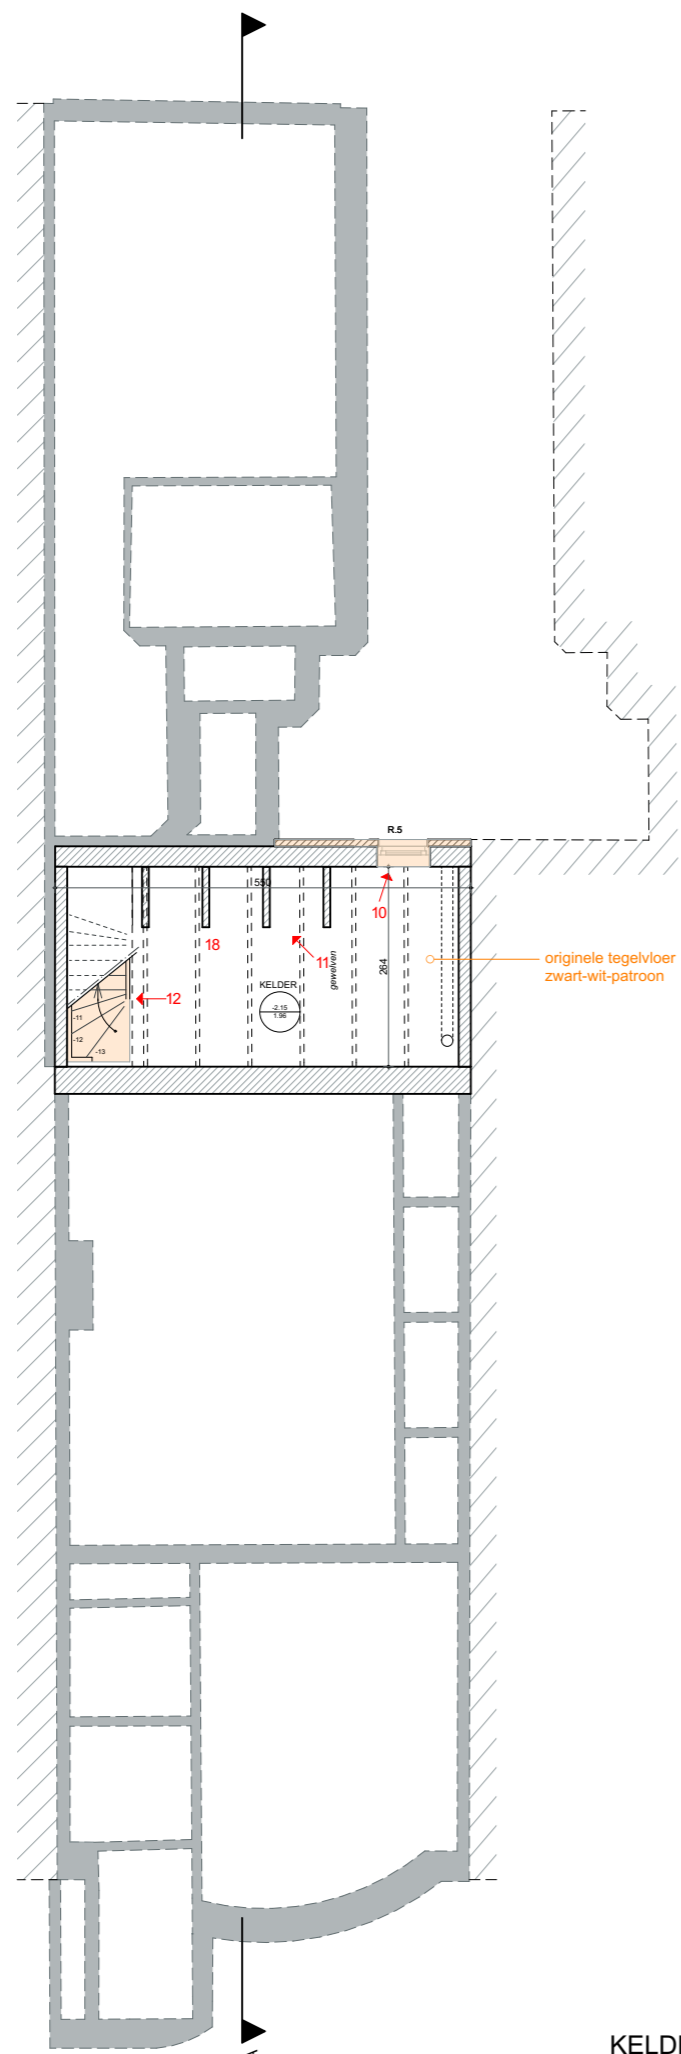 R.5
550
10
18
11
gewelven
264
originele tegelvloer
zwart-wit-patroon
12
KELDER
-2.15
1.96
-11
-12
-13